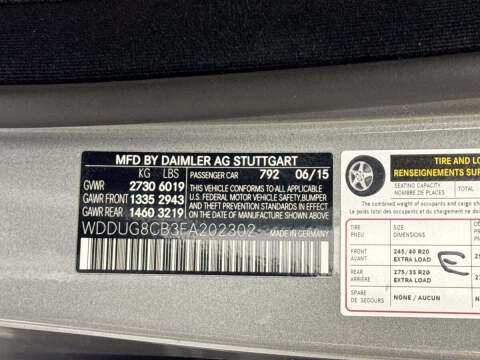 MFD BY DAIMLER AG STUTTGART
KG LBS PASSENGER CAR 792 06/15
GVWR 2730 6019 THIS VEHICLE CONFORMS TO ALL APPLICABLE
GAWR FRONT 1335 2943 U.S. FEDERAL MOTOR VEHICLE SAFETY, BUMPER
GAWR REAR 1460 3219 AND THEFT PREVENTION STANDARDS IN EFFECT
ON THE DATE OF MANUFACTURE SHOWN ABOVE.
WDDUG8CB3FA202302
MADE IN GERMANY
TIRE AND LO
RENSEIGNEMENTS SUR
SEATING CAPACITY TOTAL
NOMBRE DE PLACES
The combined weight of occupants and cargo sho
Le poids total des occupants et du chargement
TIRE SIZE
PNEU DIMENSIONS
FRONT 245/40 R20
AVANT EXTRA LOAD
E
REAR 275/35 R20
ARRIÈRE EXTRA LOAD
SPARE NONE / AUCUN
DE SECOURS